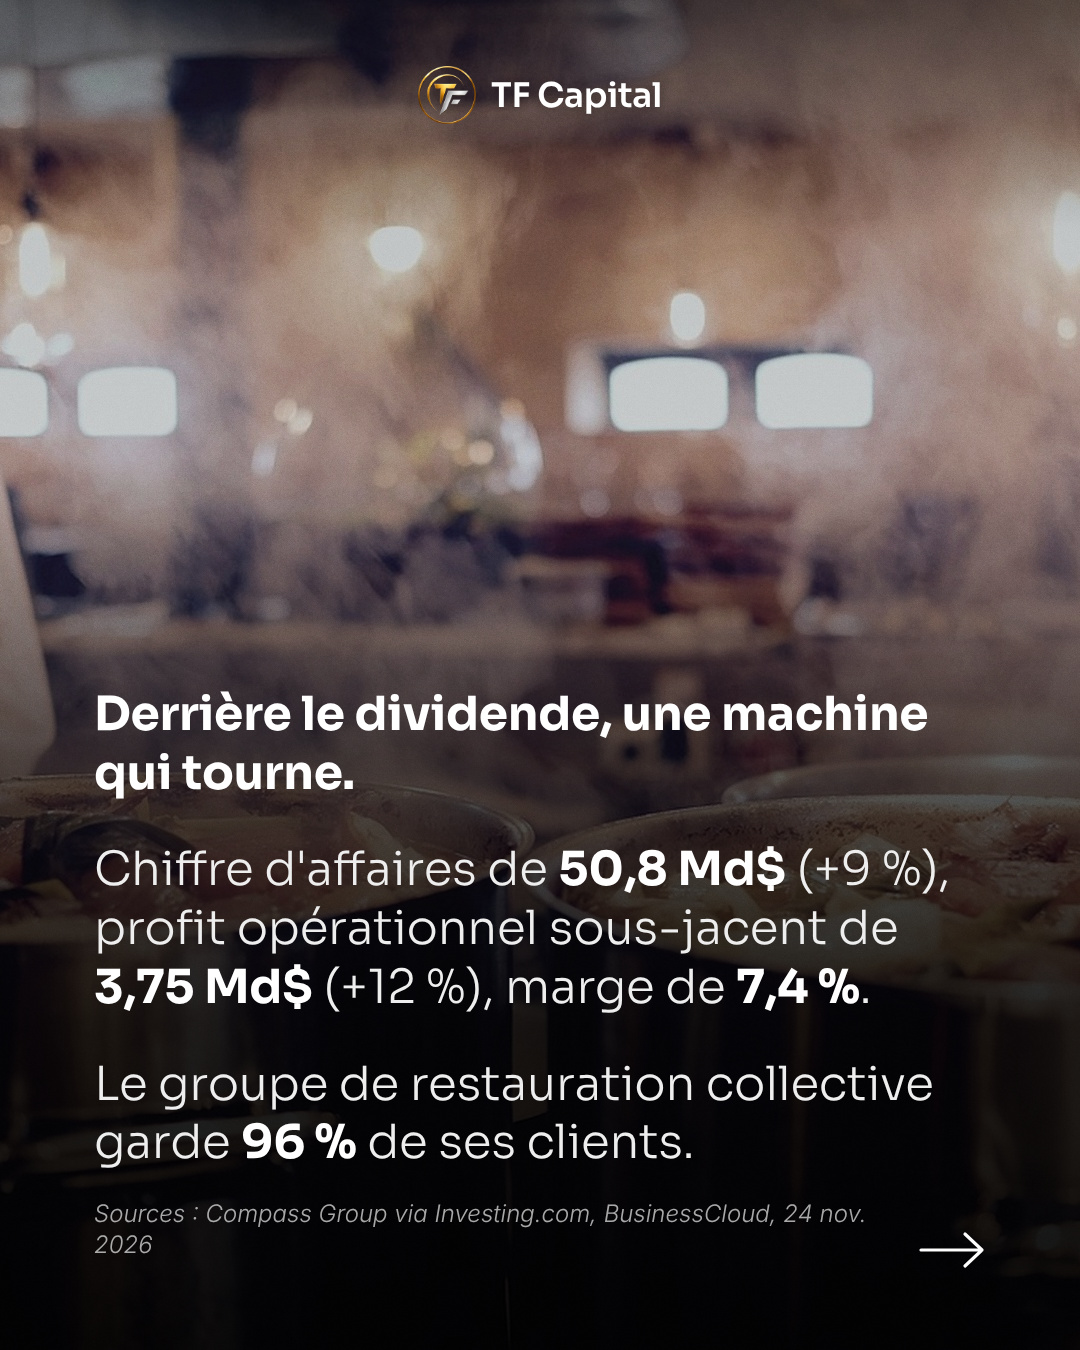 TF Capital
Derrière le dividende, une machine
qui tourne.
Chiffre d'affaires de 50,8 Md$ (+9 %),
profit opérationnel sous-jacent de
3,75 Md$ (+12 %), marge de 7,4 %.
Le groupe de restauration collective
garde 96 % de ses clients.
Sources : Compass Group via Investing.com, BusinessCloud, 24 nov.
2026